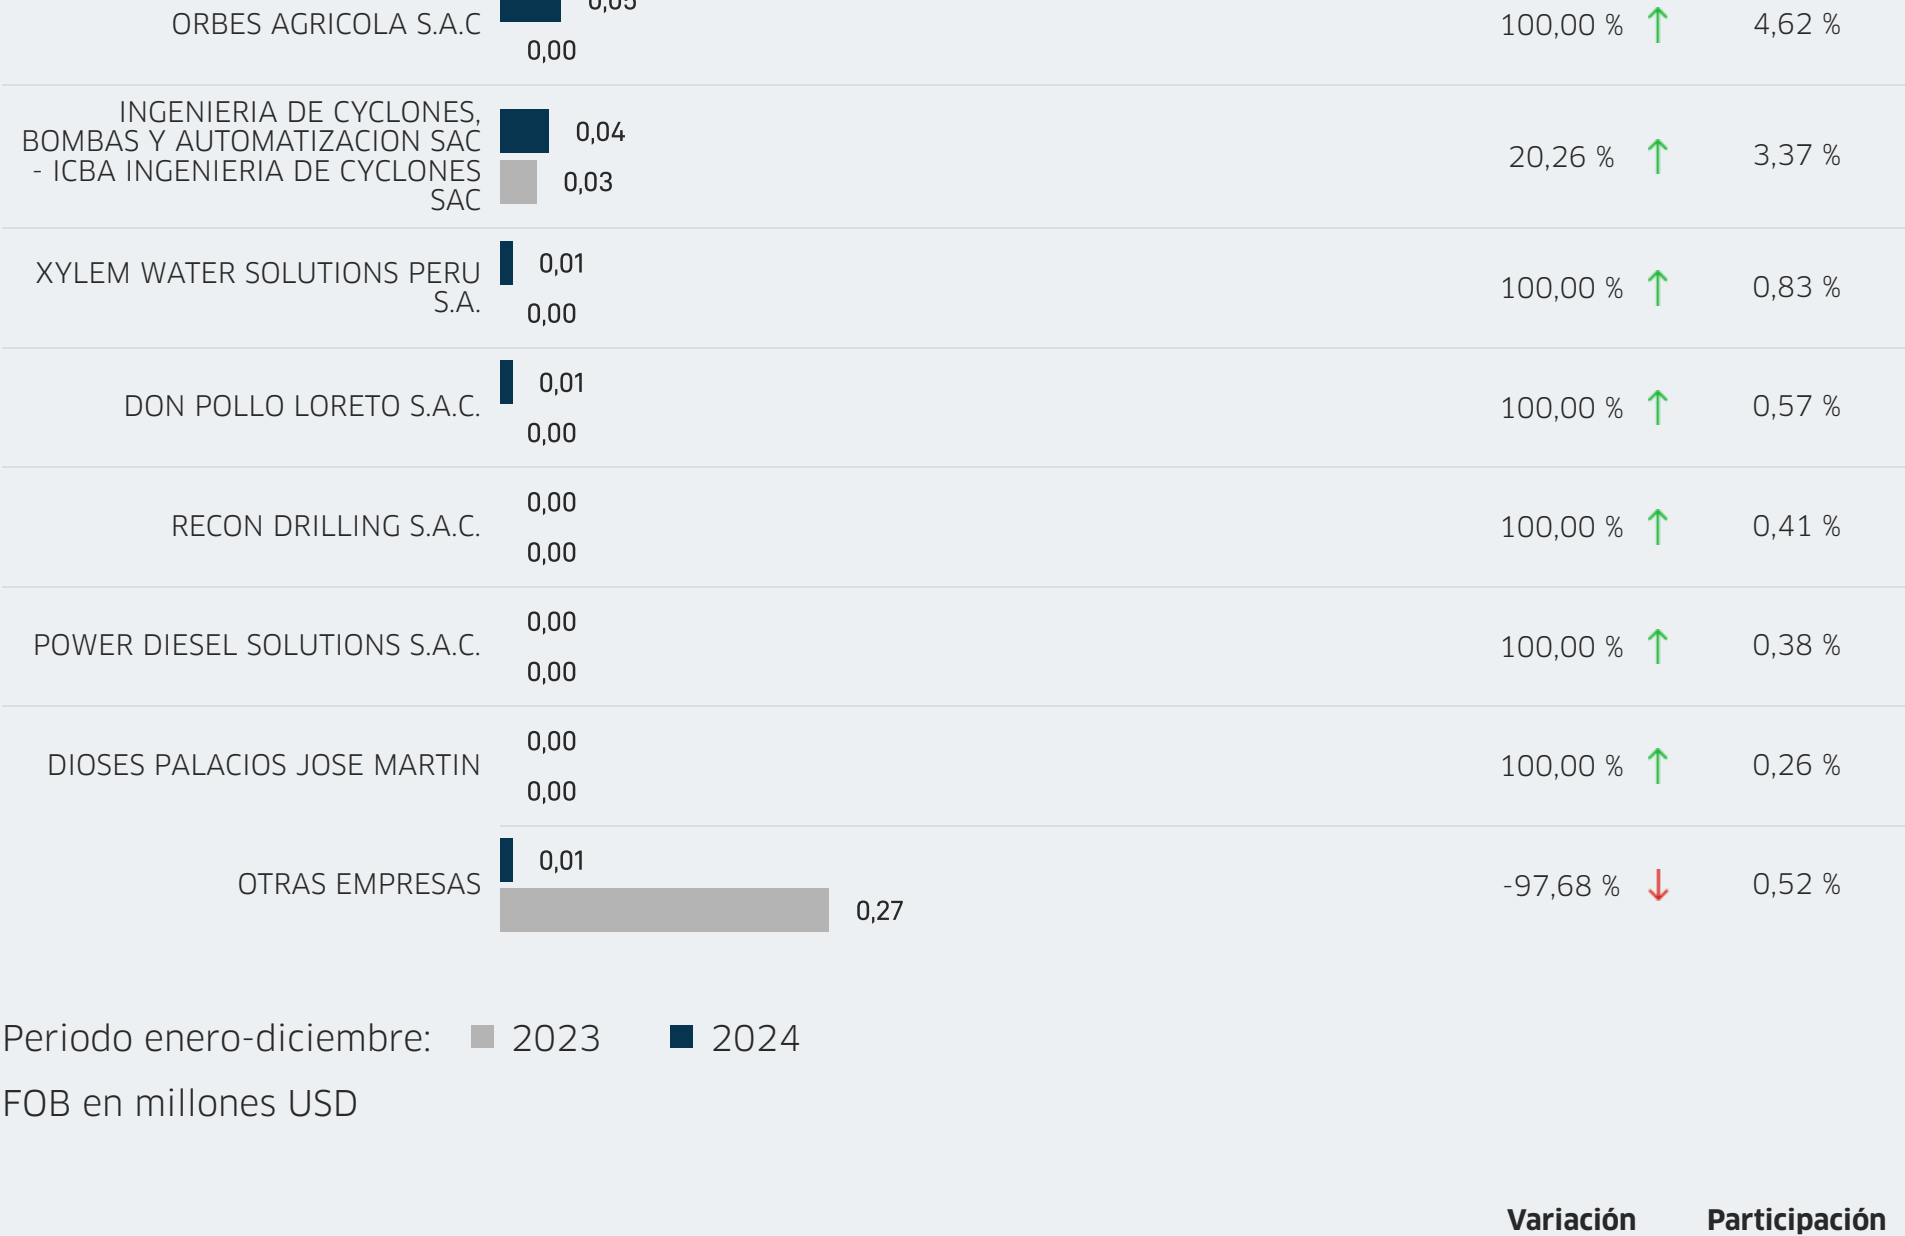 0,05
ORBES AGRICOLA S.A.C
100,00 %
4,62 %
0,00
INGENIERIA DE CYCLONES,
BOMBAS Y AUTOMATIZACION SAC
- ICBA INGENIERIA DE CYCLONES
SAC
0,04
0,03
20,26 %
3,37 %
XYLEM WATER SOLUTIONS PERU
S.A.
0,01
0,00
100,00 %
0,83 %
DON POLLO LORETO S.A.C.
0,01
0,00
100,00 %
0,57 %
RECON DRILLING S.A.C.
0,00
0,00
100,00 %
0,41 %
POWER DIESEL SOLUTIONS S.A.C.
0,00
0,00
100,00 %
0,38 %
DIOSES PALACIOS JOSE MARTIN
0,00
0,00
100,00 %
0,26 %
OTRAS EMPRESAS
0,01
0,27
-97,68 %
0,52 %
Periodo enero-diciembre: 2023 2024
FOB en millones USD
Variación Participación